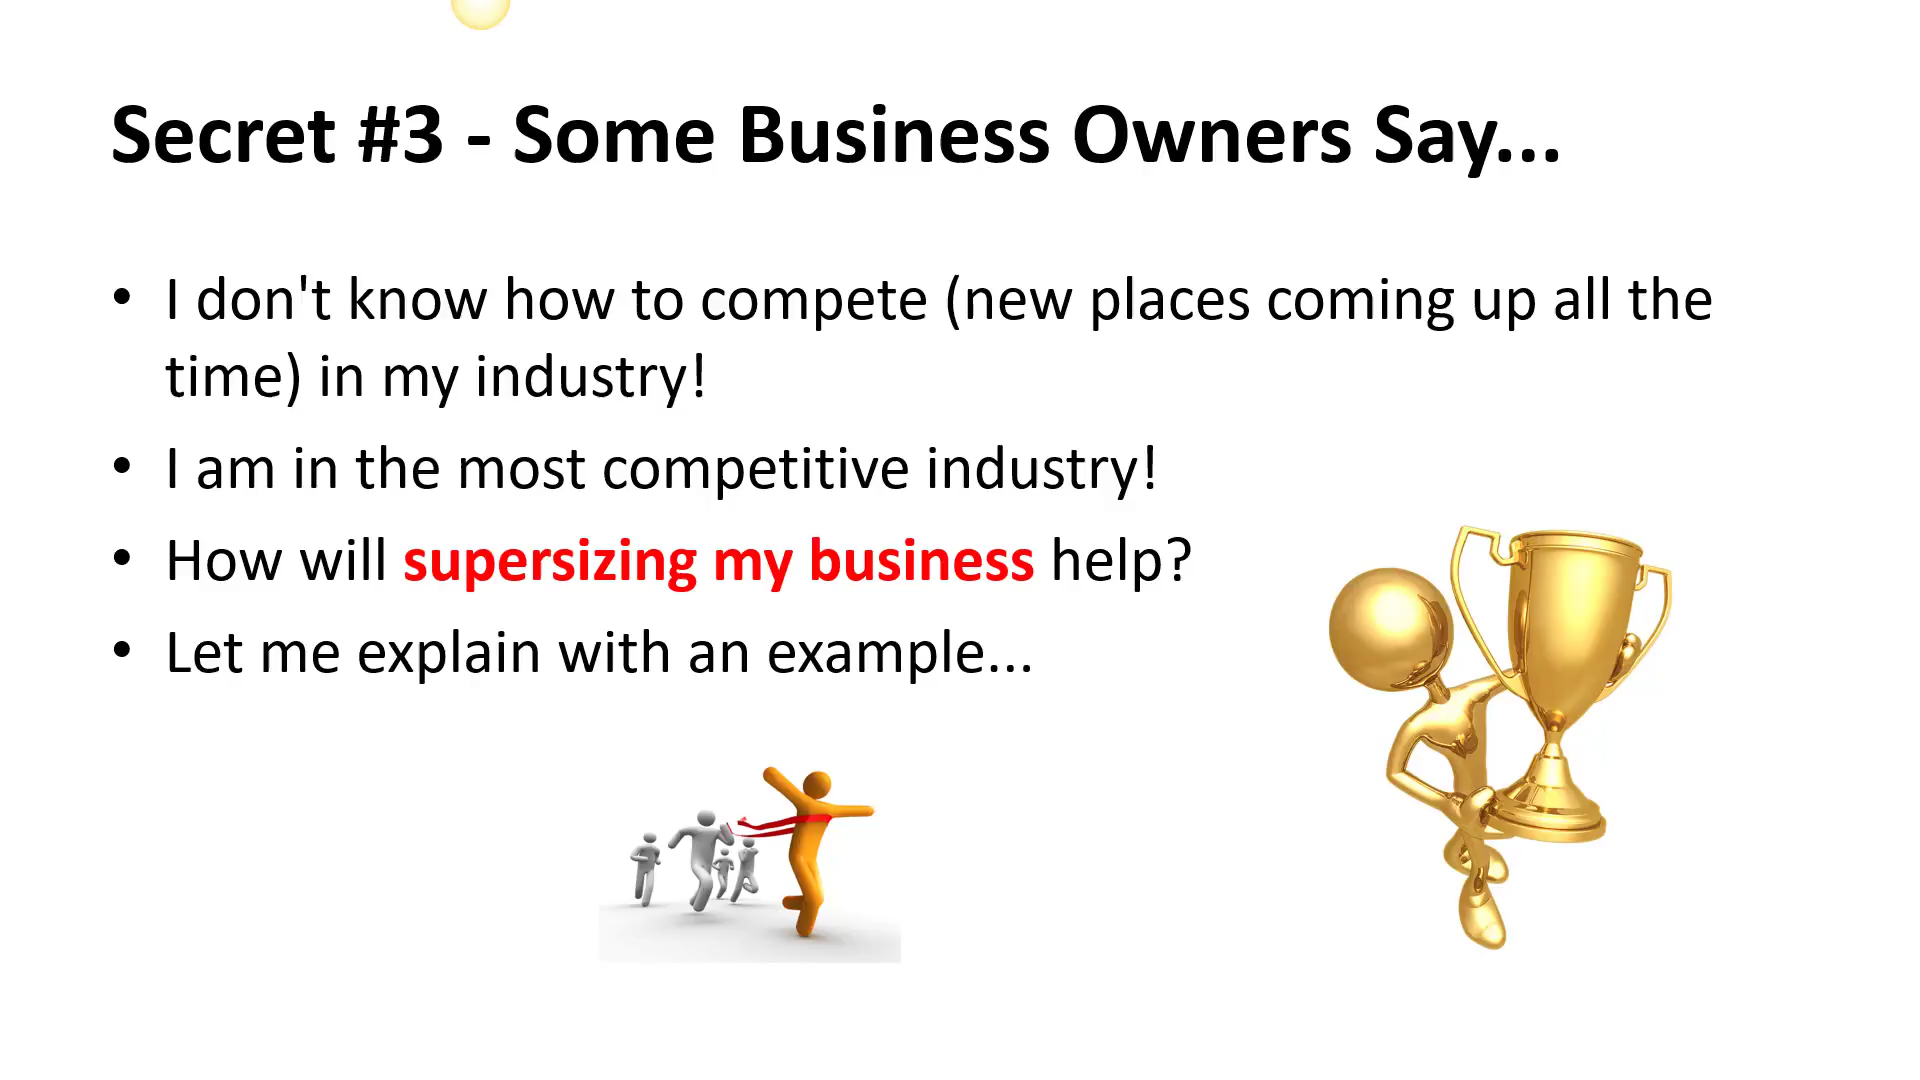 Secret #3 - Some Business Owners Say...
• I don't know how to compete (new places coming up all the
time) in my industry!
• I am in the most competitive industry!
• How will supersizing my business help?
• Let me explain with an example...